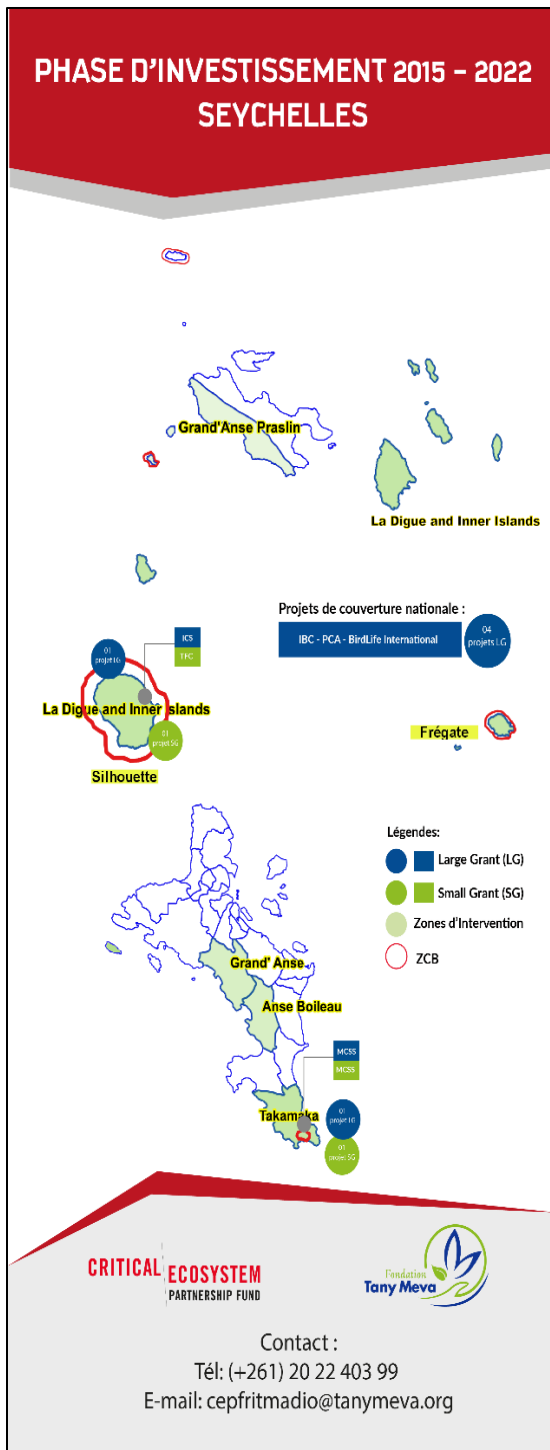 PHASE D'INVESTISSEMENT 2015 – 2022
SEYCHELLES
Grand'Anse Praslin
La Digue and Inner Islands
Projets de couverture nationale :
IBC - PCA - BirdLife International
04
projets LG
01
projet LG
ICS
TFC
La Digue and Inner Islands
01
projet SG
Silhouette
Frégate
Légendes:
Large Grant (LG)
Small Grant (SG)
Zones d'Intervention
ZCB
Grand' Anse
Anse Boileau
MCSS
MCSS
Takamaka
01
projet LG
01
projet SG
CRITICAL ECOSYSTEM
PARTNERSHIP FUND
Fondation
Tany Meva
Contact :
Tél: (+261) 20 22 403 99
E-mail: cepfritmadio@tanymeva.org